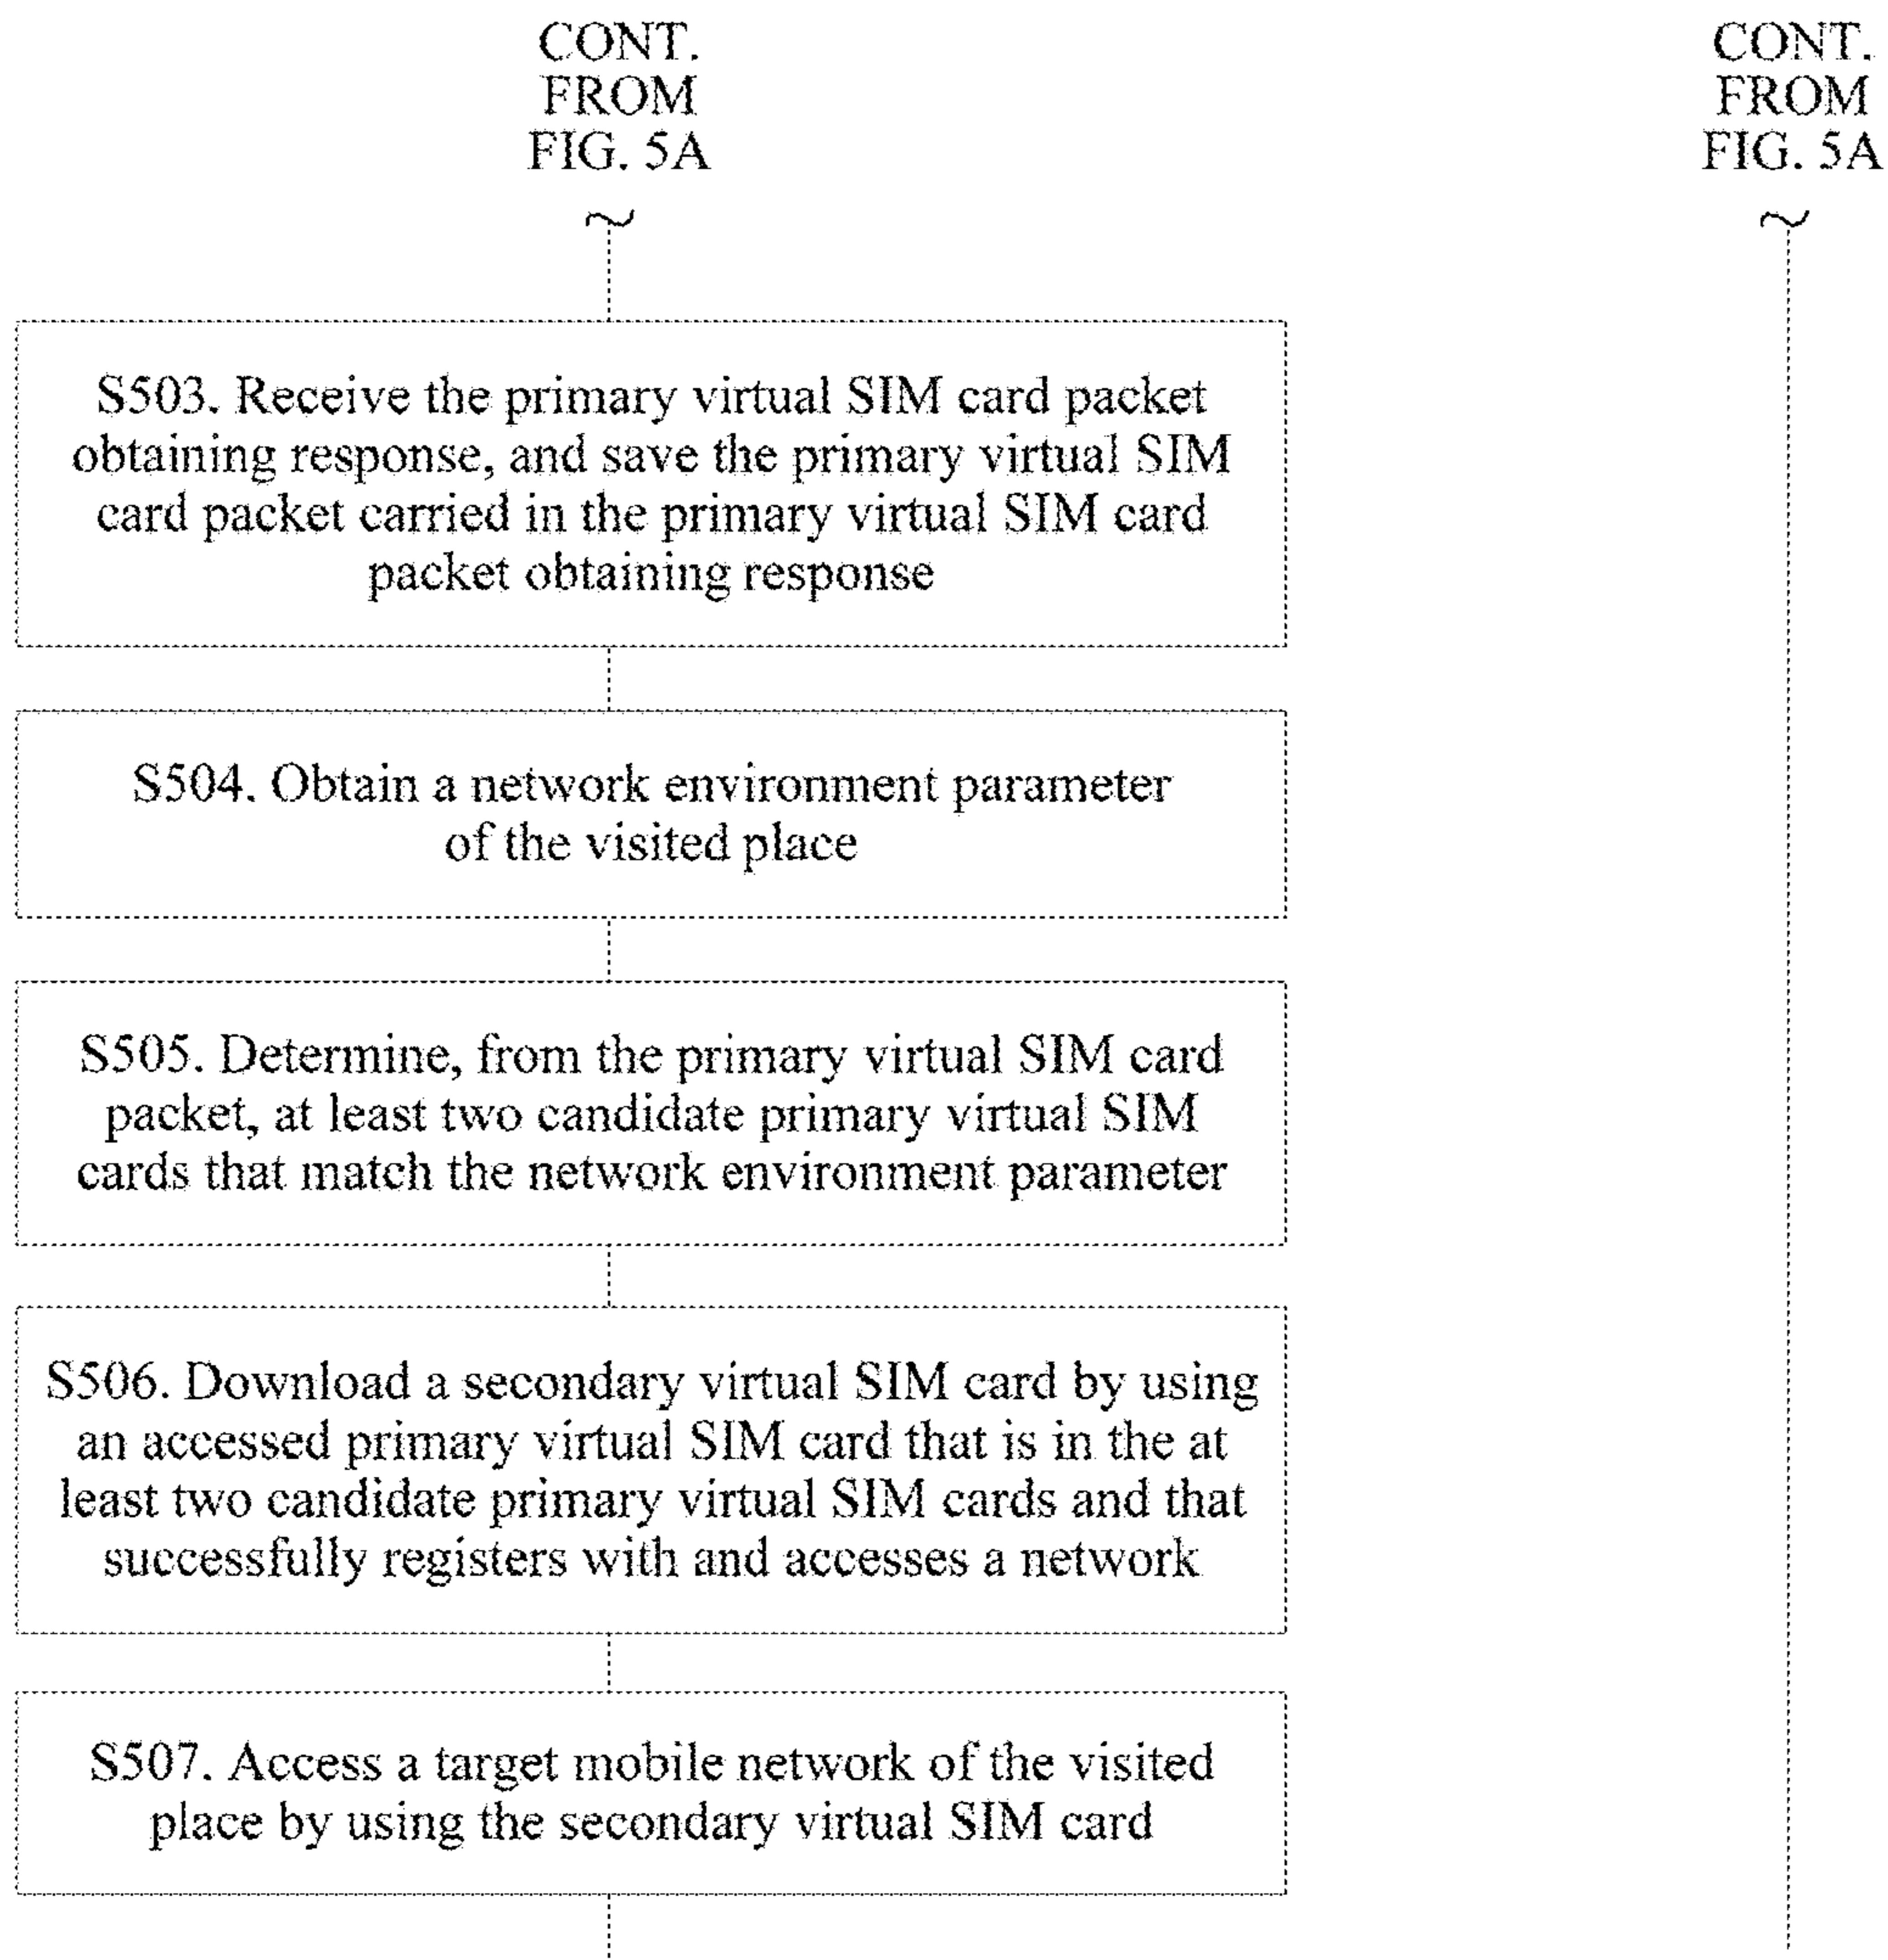 CONT.
FROM
FIG. 5A
CONT.
FROM
FIG. 5A
S503. Receive the primary virtual SIM card packet
obtaining response, and save the primary virtual SIM
card packet carried in the primary virtual SIM card
packet obtaining response
S504. Obtain a network environment parameter
of the visited place
S505. Determine, from the primary virtual SIM card
packet, at least two candidate primary virtual SIM
cards that match the network environment parameter
S506. Download a secondary virtual SIM card by using
an accessed primary virtual SIM card that is in the at
least two candidate primary virtual SIM cards and that
successfully registers with and accesses a network
S507. Access a target mobile network of the visited
place by using the secondary virtual SIM card